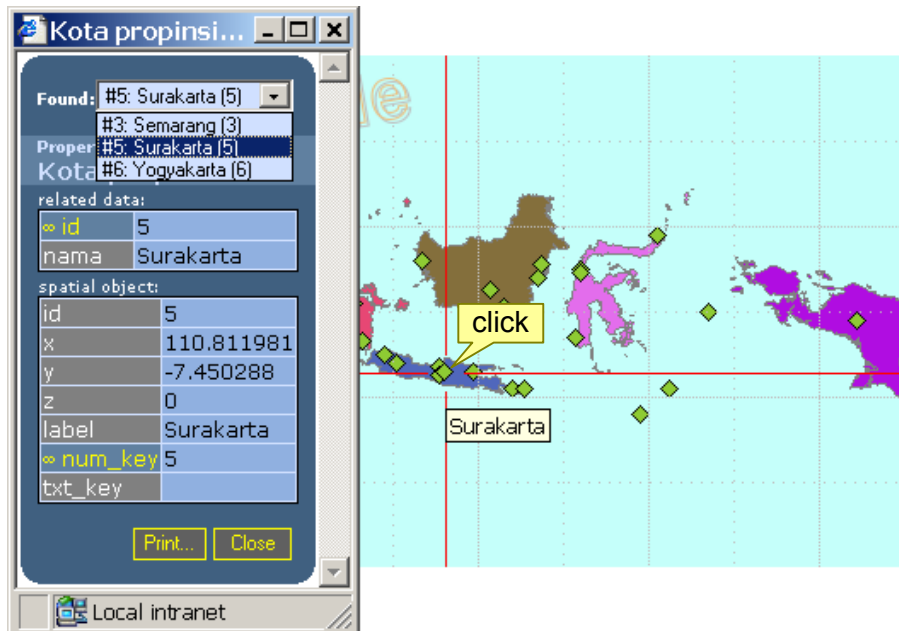 Kota propinsi...
Found: #5: Surakarta (5)
#3: Semarang (3)
#5: Surakarta (5)
#6: Yogyakarta (6)
Proper
Kota
related data:
∞ id 5
nama Surakarta
spatial object:
id 5
x 110.811981
y -7.450288
z 0
label Surakarta
∞ num_key 5
txt_key
Print... Close
Local intranet
click
Surakarta